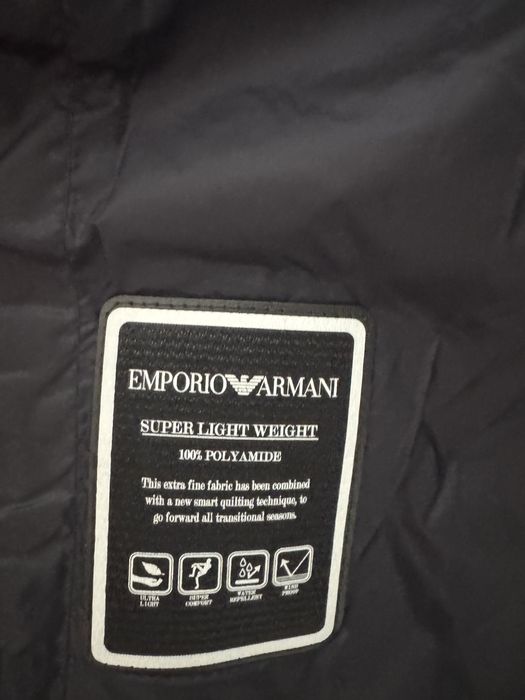 EMPORIO ARMANI
SUPER LIGHT WEIGHT
100% POLYAMIDE
This extra fine fabric has been combined
with a new smart quilting technique, to
go forward all transitional seasons.
ULTRA LIGHT
SUPER COMFORT
WATER REPELLENT
WIND PROOF